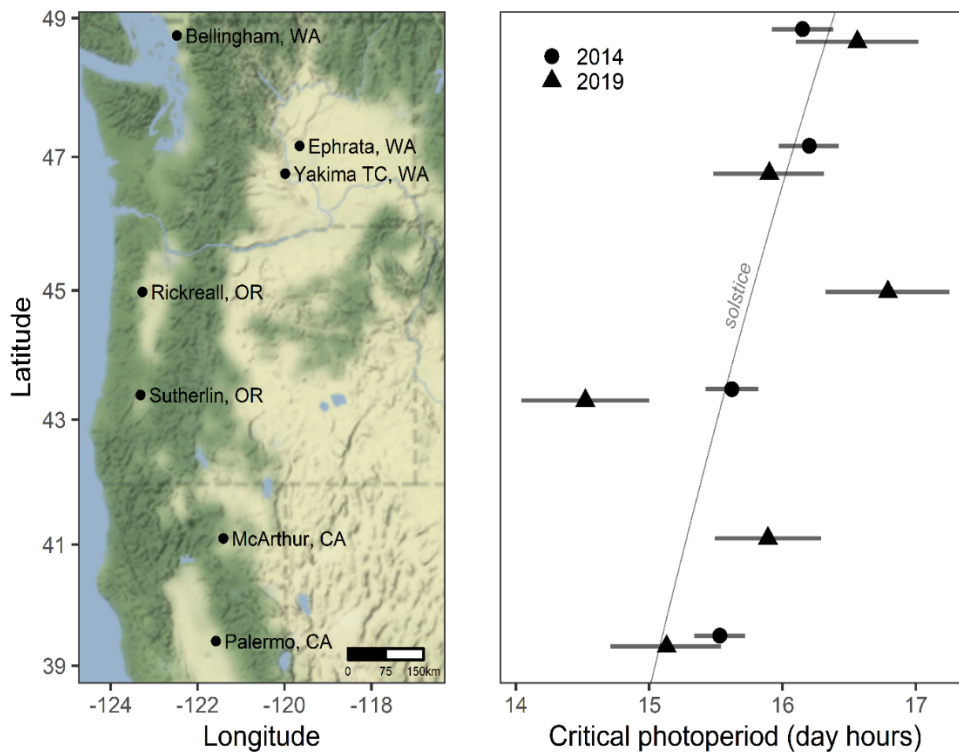 49
47
45
43
41
39
Latitude
Bellingham, WA
Ephrata, WA
Yakima TC, WA
Rickreall, OR
Sutherlin, OR
McArthur, CA
Palermo, CA
0 75 150km
-124 -122 -120 -118
Longitude
2014
2019
solstice
14 15 16 17
Critical photoperiod (day hours)